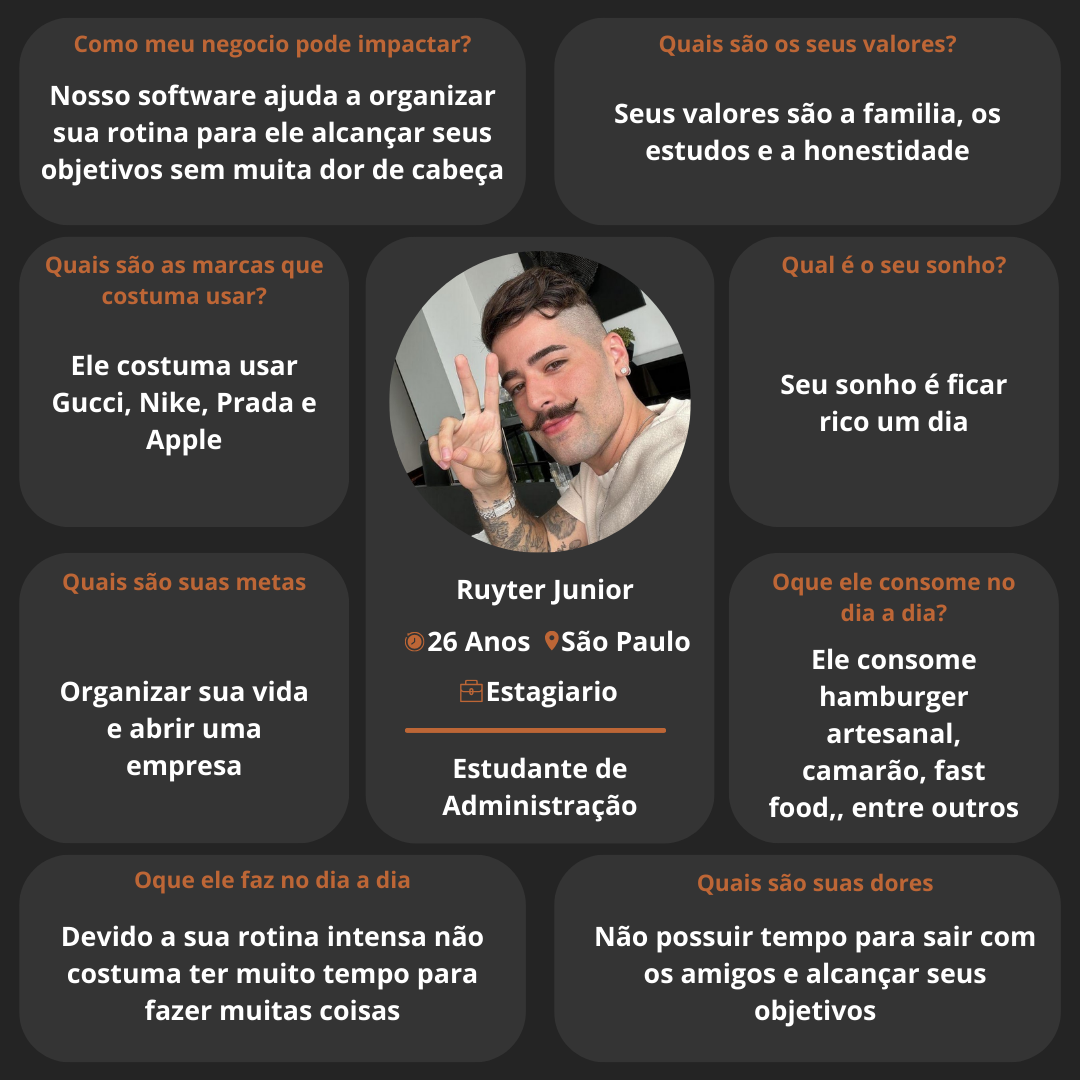 Como meu negocio pode impactar?
Nosso software ajuda a organizar
sua rotina para ele alcançar seus
objetivos sem muita dor de cabeça
Quais são os seus valores?
Seus valores são a familia, os
estudos e a honestidade
Quais são as marcas que
costuma usar?
Ele costuma usar
Gucci, Nike, Prada e
Apple
Qual é o seu sonho?
Seu sonho é ficar
rico um dia
Ruyter Junior
26 Anos São Paulo
Estagiario
Estudante de
Administração
Quais são suas metas
Organizar sua vida
e abrir uma
empresa
Oque ele consome no
dia a dia?
Ele consome
hamburger
artesanal,
camarão, fast
food,, entre outros
Oque ele faz no dia a dia
Devido a sua rotina intensa não
costuma ter muito tempo para
fazer muitas coisas
Quais são suas dores
Não possuir tempo para sair com
os amigos e alcançar seus
objetivos